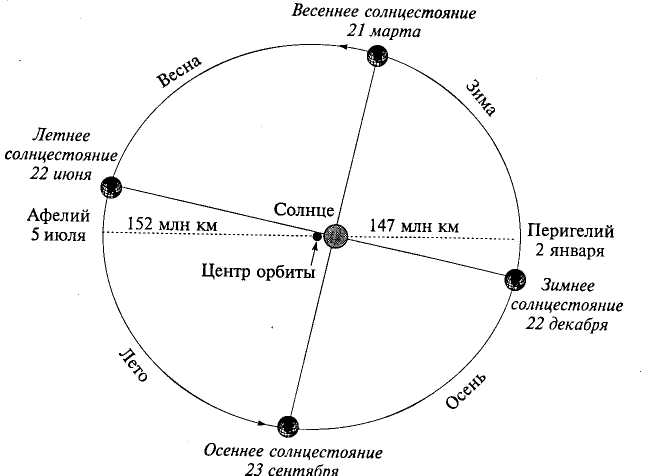 Весеннее солнцестояние
21 марта
Весна
Зима
Летнее
солнцестояние
22 июня
Солнце
Афелий
5 июля
152 млн км
147 млн км
Перигелий
2 января
Центр орбиты
Зимнее
солнцестояние
22 декабря
Лето
Осень
Осеннее солнцестояние
23 сентября